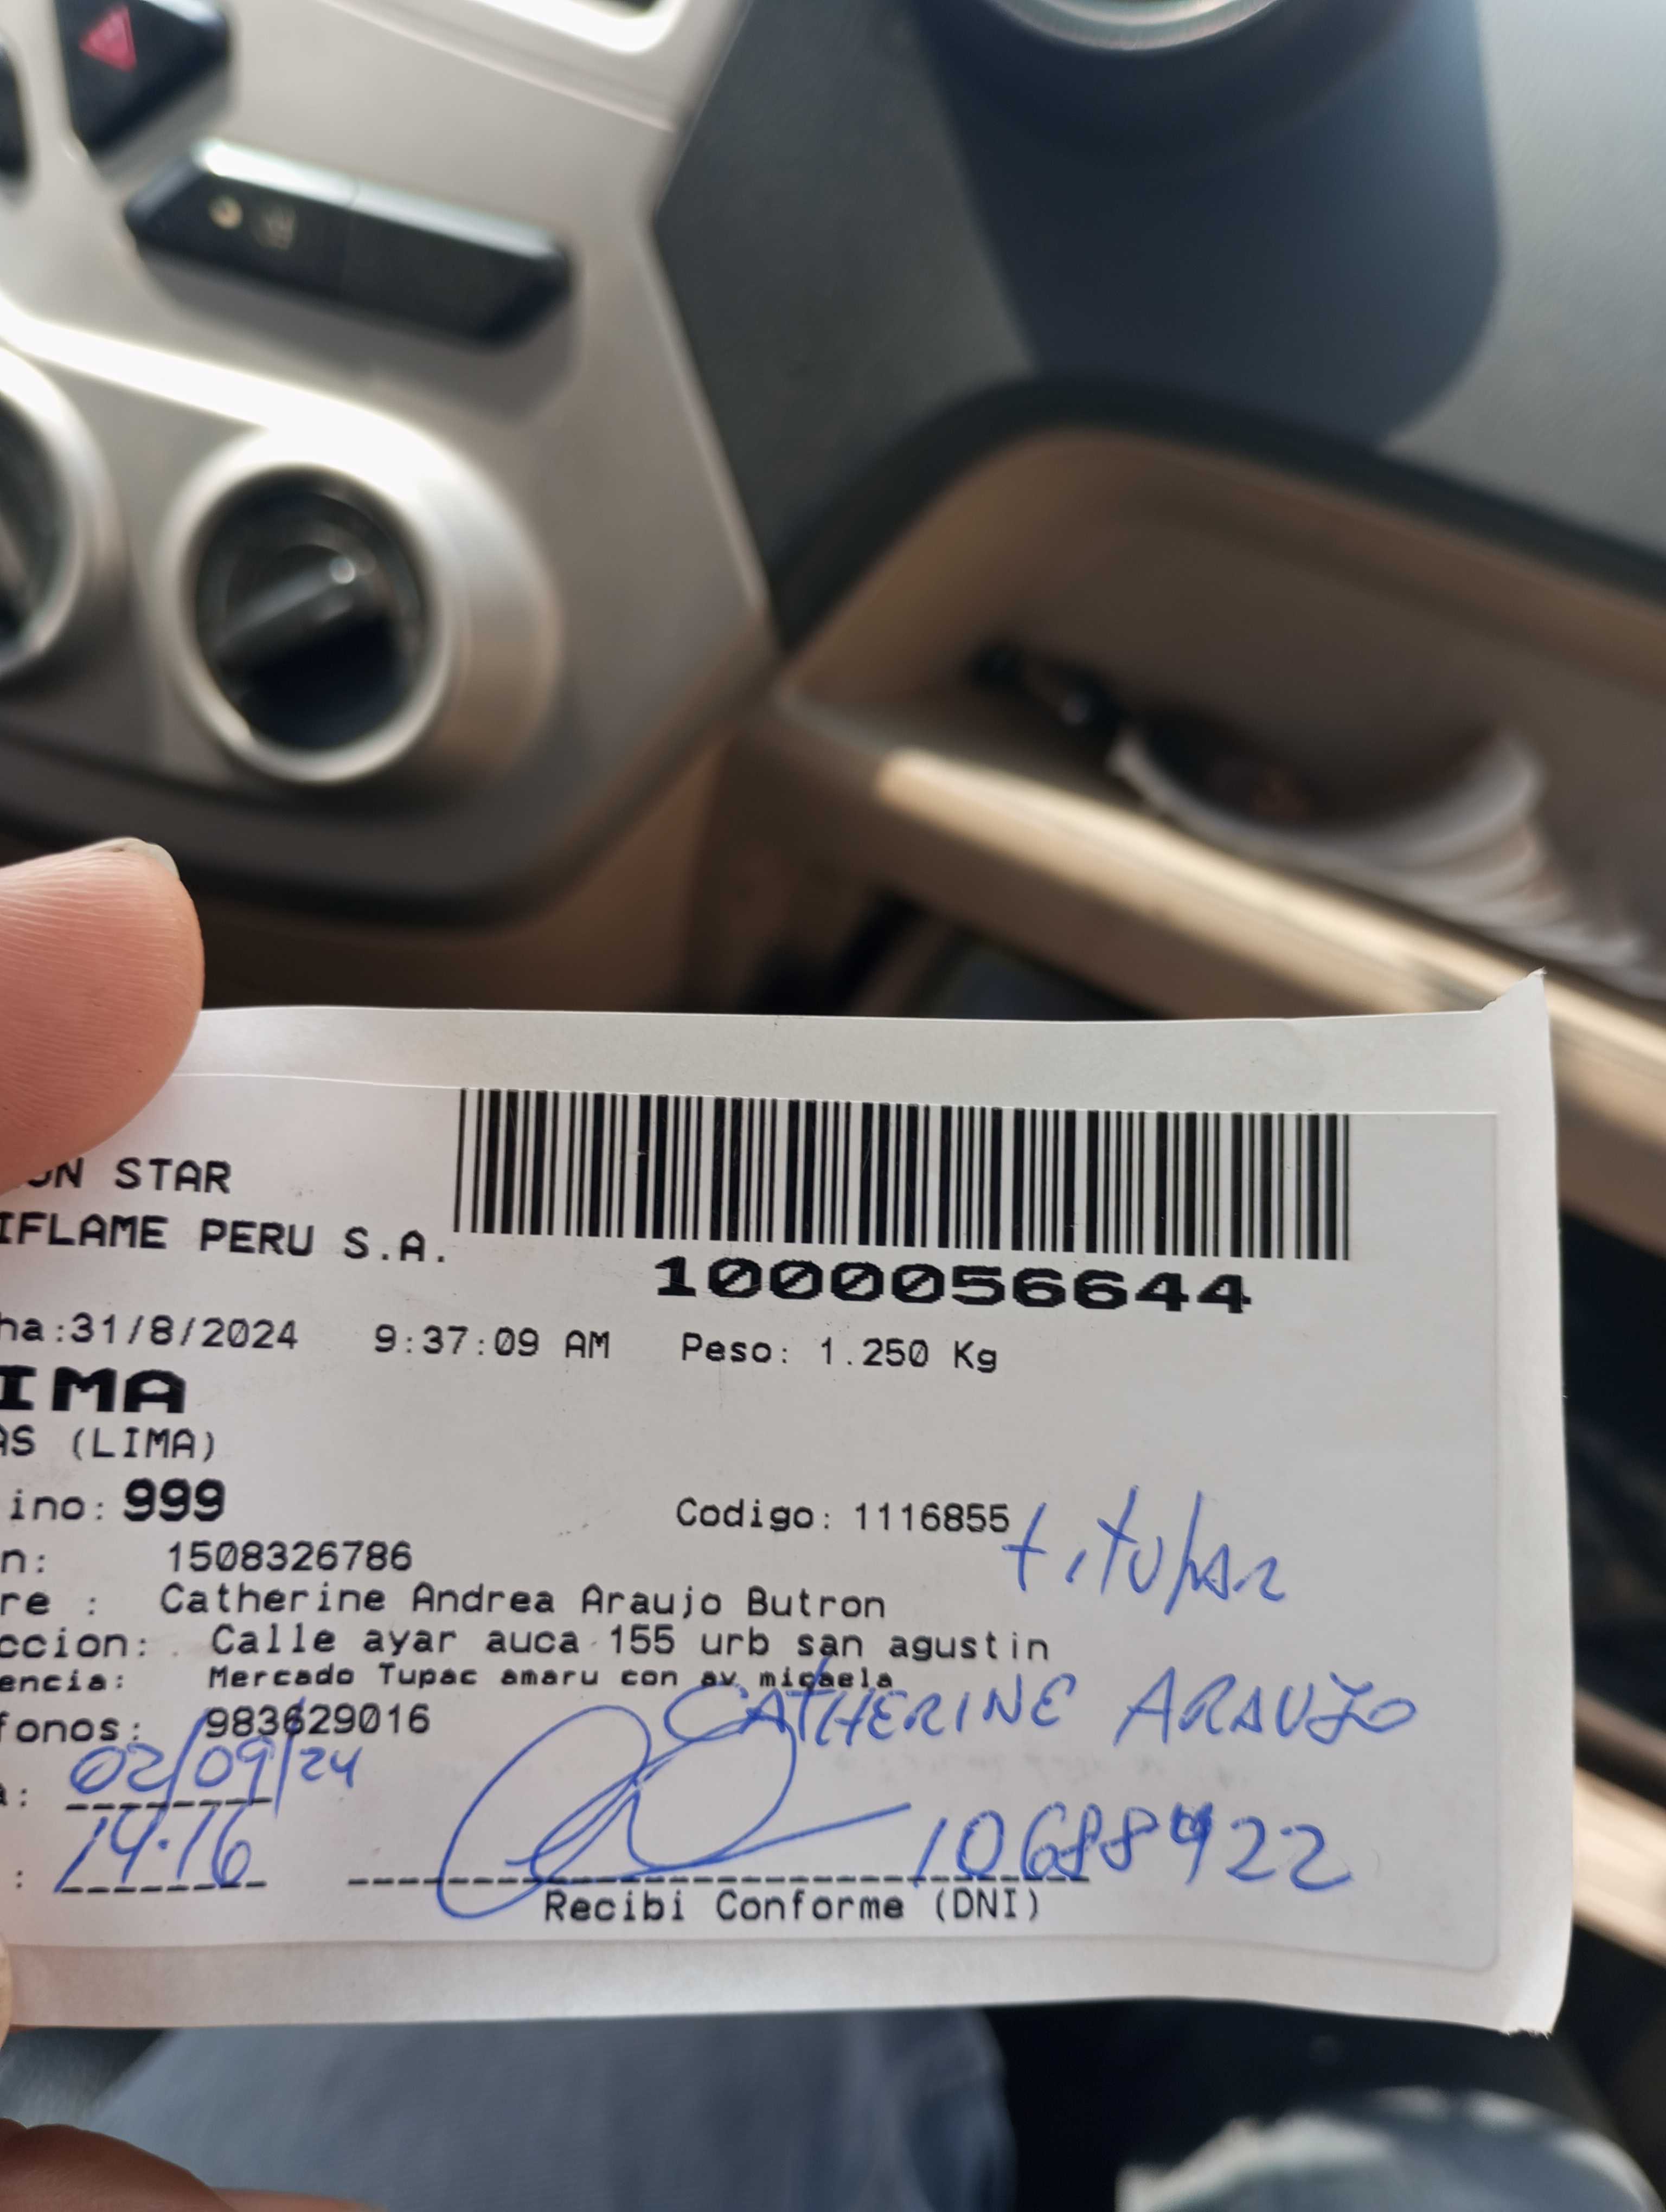 ON STAR
IFLAME PERU S.A.
1000056644
ha:31/8/2024 9:37:09 AM Peso: 1.250 Kg
IMA
AS (LIMA)
ino: 999 Codigo: 1116855 titular
n: 1508326786
re : Catherine Andrea Araujo Butron
ccion: Calle ayar auca 155 urb san agustin
encia: Mercado Tupac amaru con av. micaela
fonos: 983629016 CATHERINE ARAUJO
a: 02/09/24
: 14:16 10688922
Recibi Conforme (DNI)